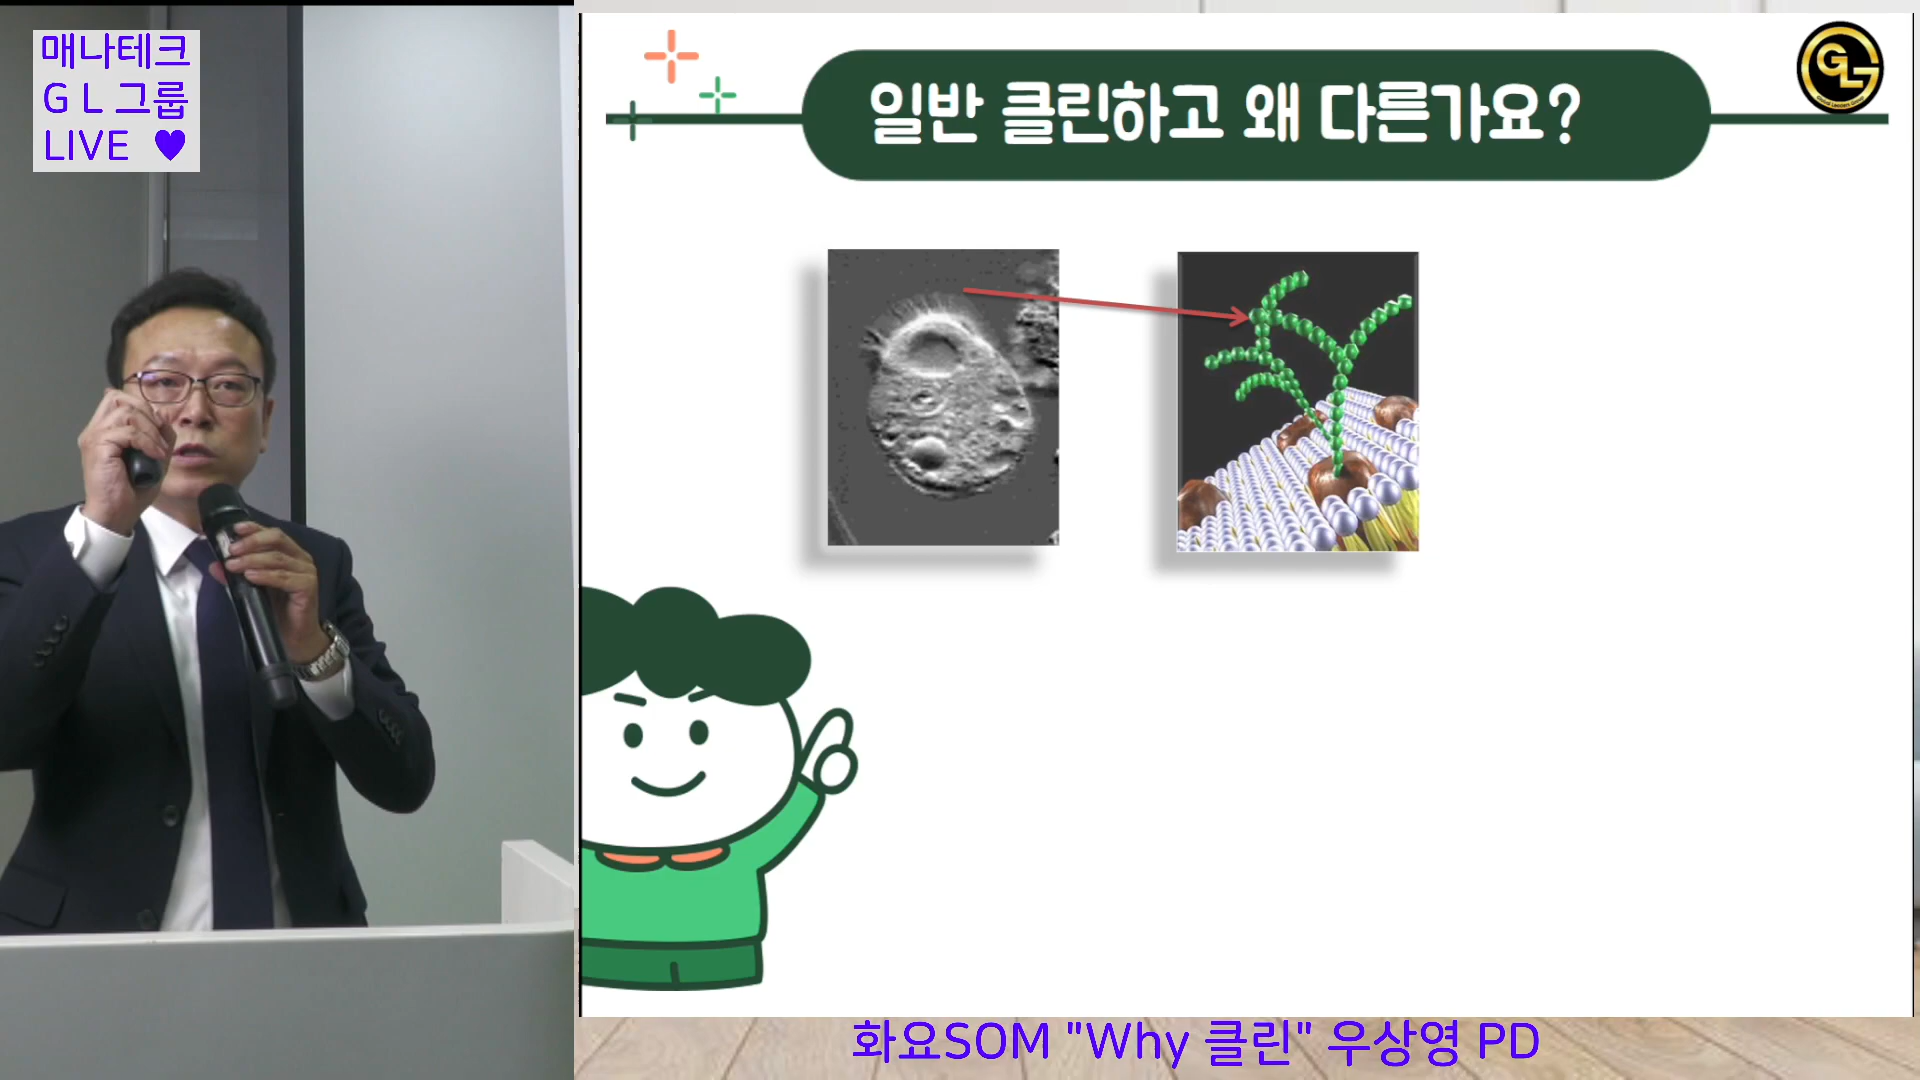 매나테크
G L 그룹
LIVE ♥
일반 클린하고 왜 다른가요?
GLG
화요SOM "Why 클린" 우상영 PD